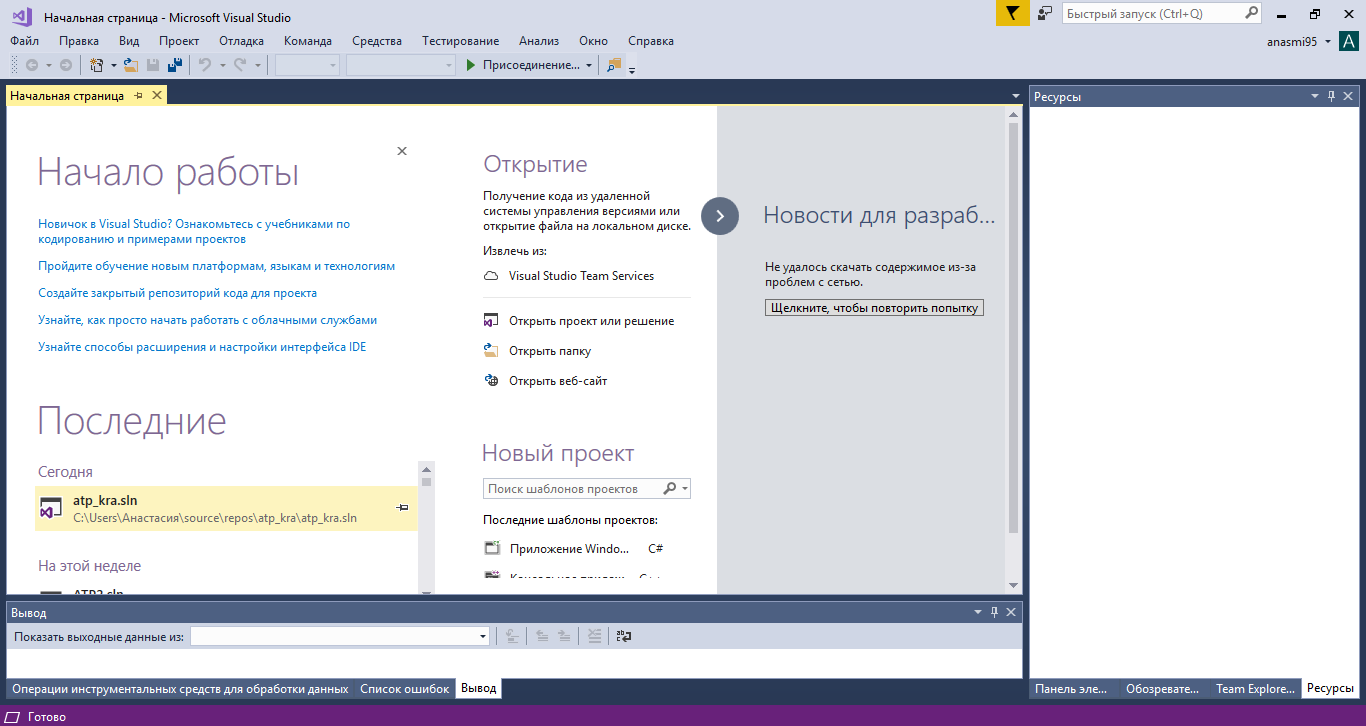 Начальная страница - Microsoft Visual Studio
Быстрый запуск (Ctrl+Q)
Файл Правка Вид Проект Отладка Команда Средства Тестирование Анализ Окно Справка
anasmi95 A
Присоединение...
Начальная страница
Начало работы
Новичок в Visual Studio? Ознакомьтесь с учебниками по
кодированию и примерами проектов
Пройдите обучение новым платформам, языкам и технологиям
Создайте закрытый репозиторий кода для проекта
Узнайте, как просто начать работать с облачными службами
Узнайте способы расширения и настройки интерфейса IDE
Последние
Сегодня
atp_kra.sln
C:\Users\Анастасия\source\repos\atp_kra\atp_kra.sln
На этой неделе
ATP2.sln
Открытие
Получение кода из удаленной
системы управления версиями или
открытие файла на локальном диске.
Извлечь из:
Visual Studio Team Services
Открыть проект или решение
Открыть папку
Открыть веб-сайт
Новый проект
Поиск шаблонов проектов
Последние шаблоны проектов:
Приложение Windo... C#
Консольное прилож... C++
Новости для разраб...
Не удалось скачать содержимое из-за
проблем с сетью.
Щелкните, чтобы повторить попытку
Ресурсы
Вывод
Показать выходные данные из:
Операции инструментальных средств для обработки данных Список ошибок Вывод
Панель эле... Обозревате... Team Explore... Ресурсы
Готово